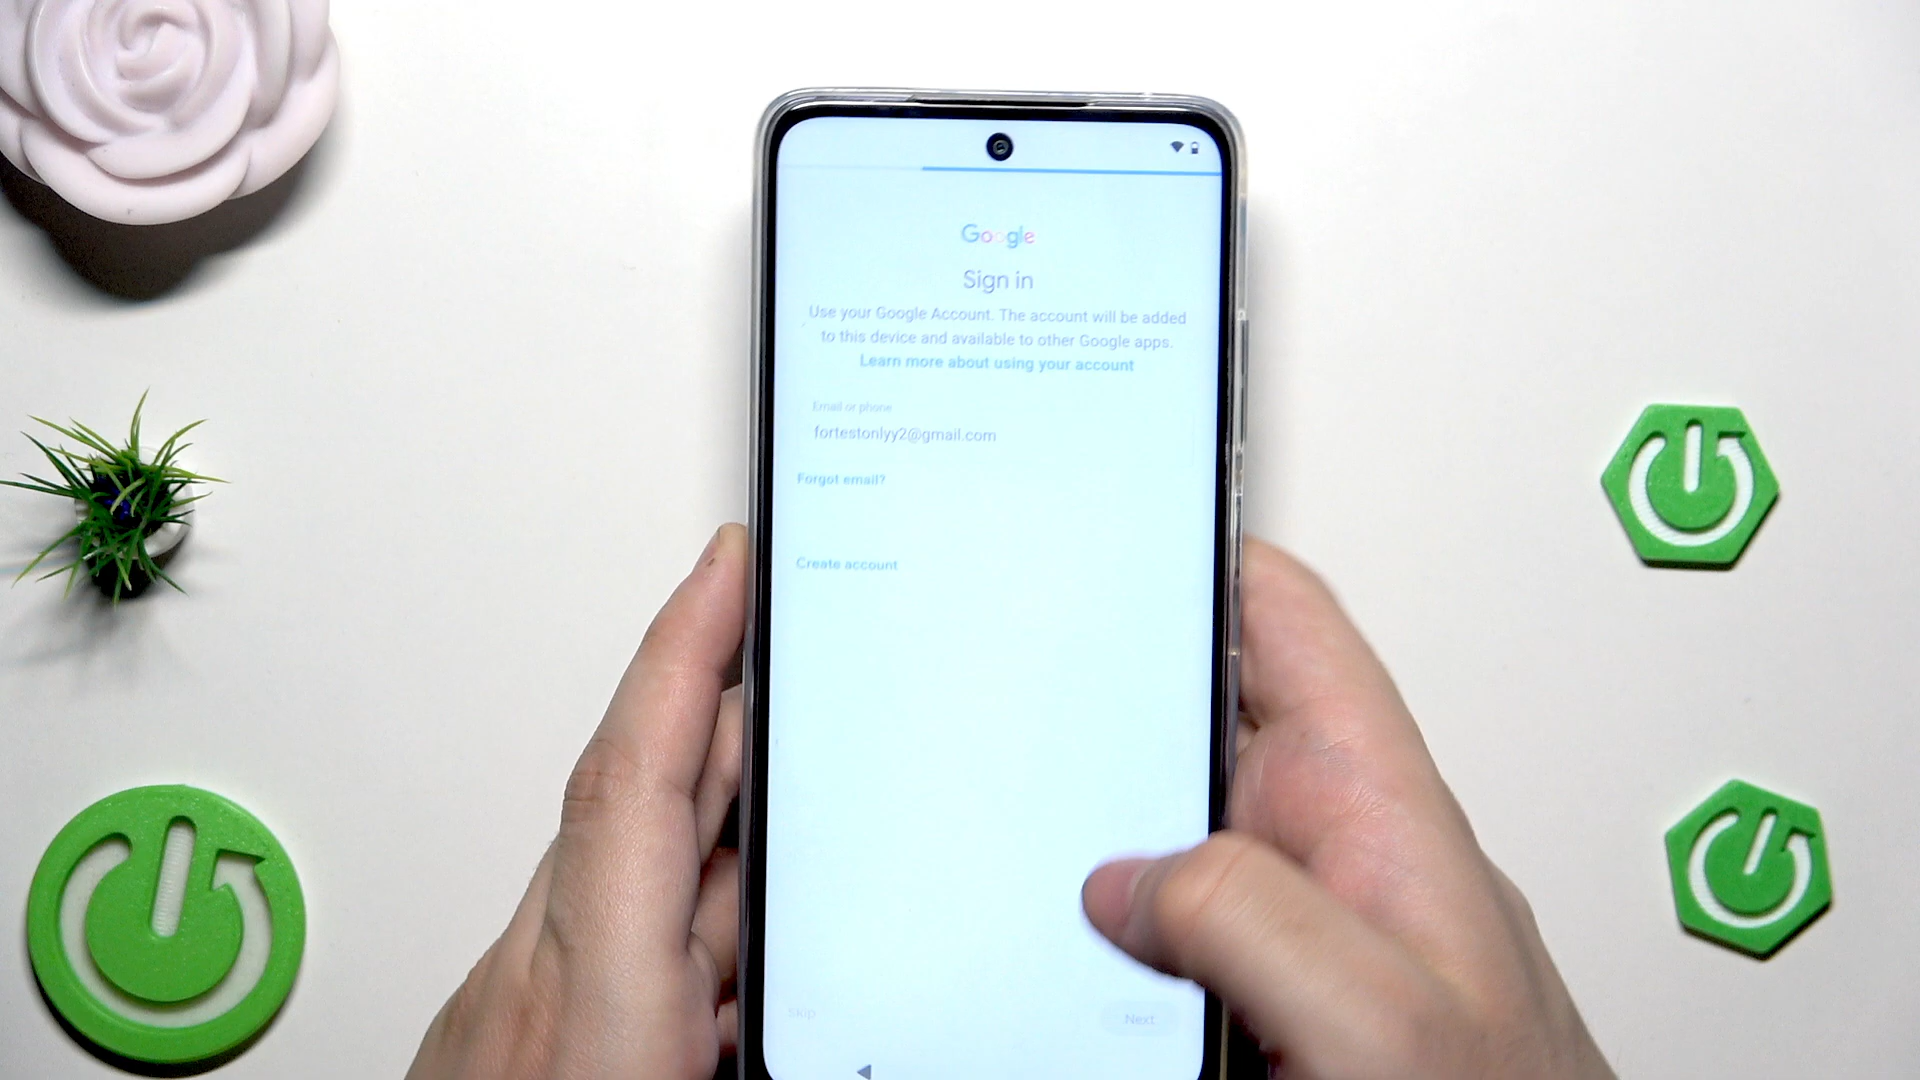 Google
Sign in
Use your Google Account. The account will be added
to this device and available to other Google apps.
Learn more about using your account
Email or phone
fortestonlyy2@gmail.com
Forgot email?
Create account
Skip
Next